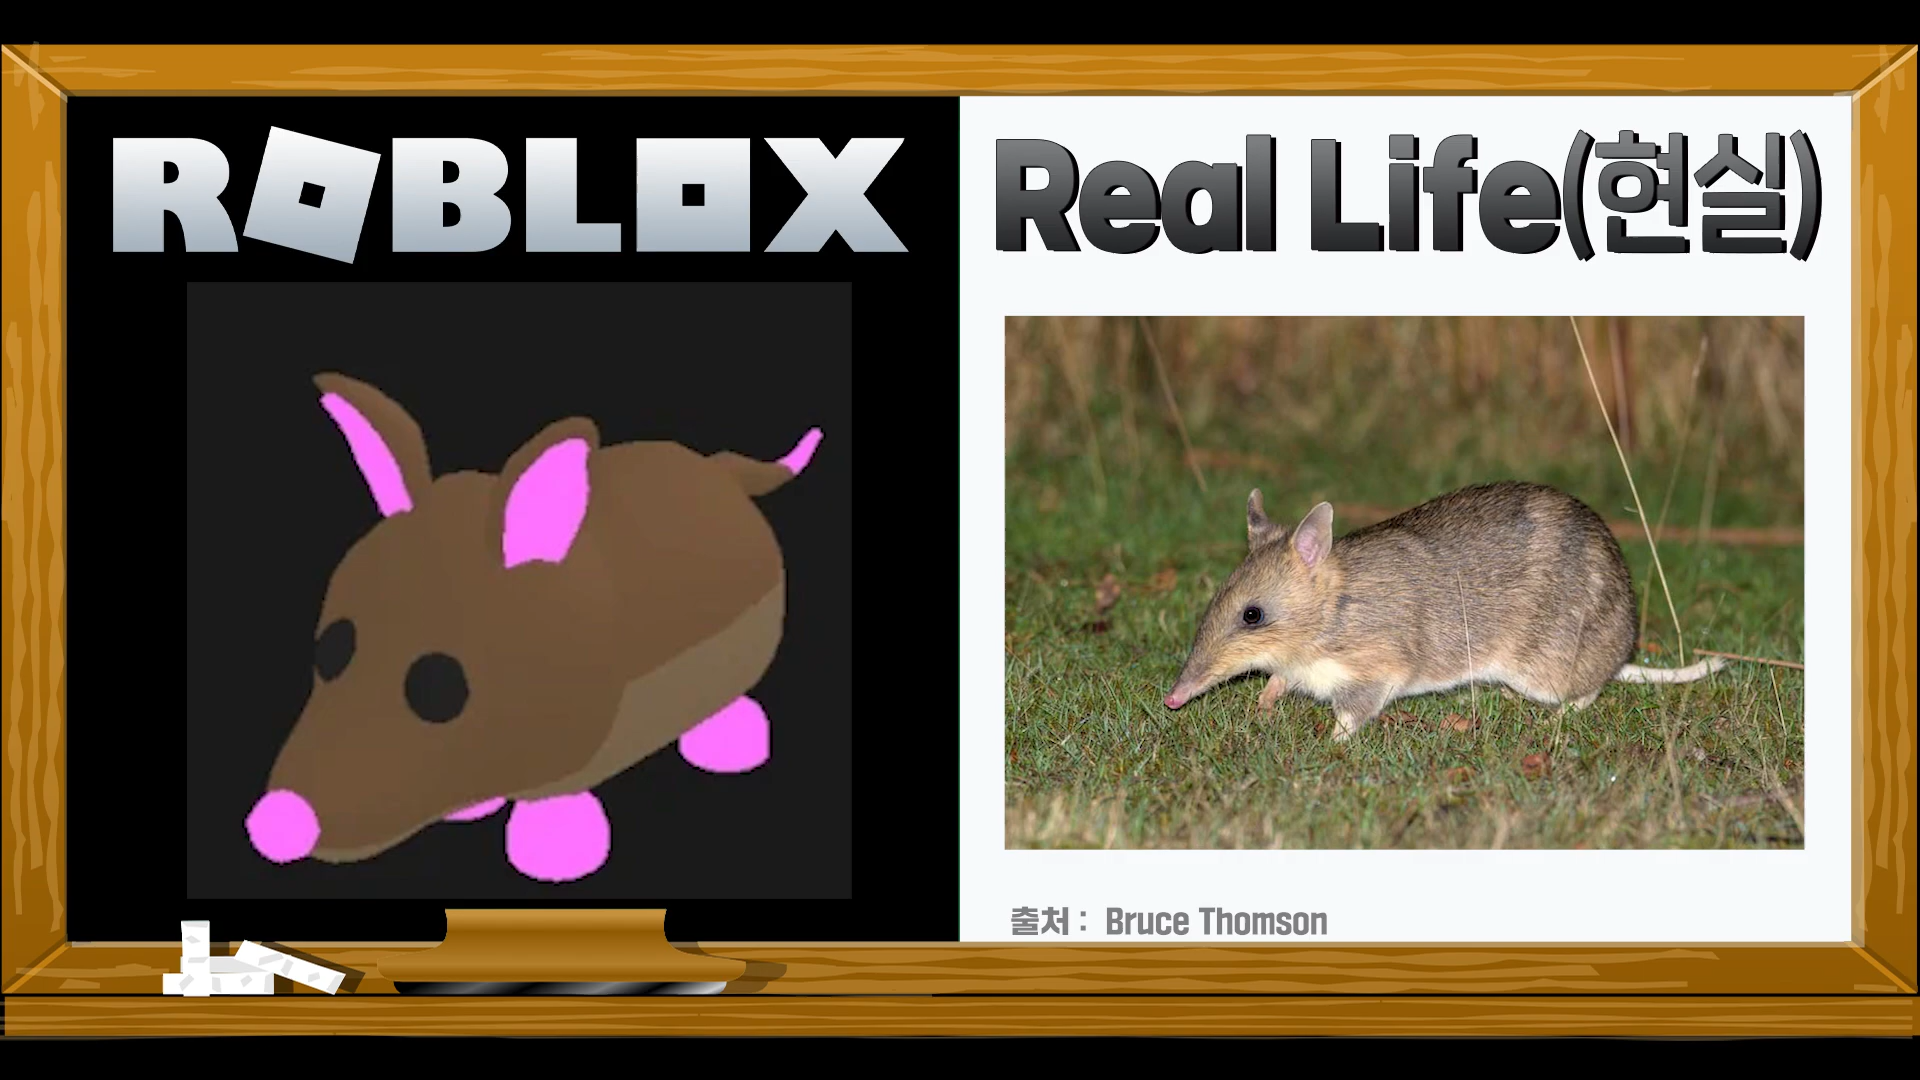 ROBLOX
Real Life(현실)
출처 : Bruce Thomson